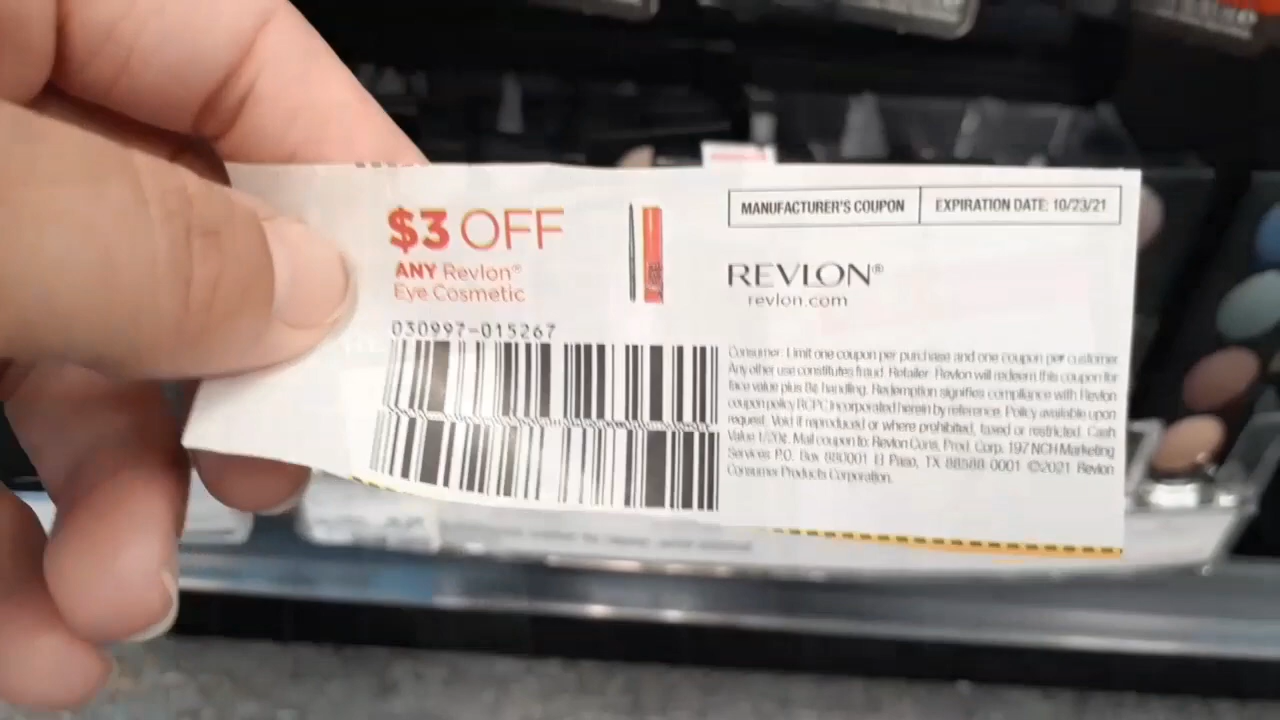 $3 OFF
ANY Revlon®
Eye Cosmetic
030997-015267
MANUFACTURER'S COUPON
EXPIRATION DATE: 10/23/21
REVLON®
revlon.com
Consumer: Limit one coupon per purchase and one coupon per customer
Any other use constitutes fraud. Retailer: Revlon will redeem this coupon for
face value plus 8¢ handling. Redemption signifies compliance with Revlon
coupon policy RCPC incorporated herein by reference. Policy available upon
request. Void if reproduced or where prohibited, taxed or restricted. Cash
Value 1/20¢. Mail coupon to: Revlon Cons. Prod. Corp. 197 NCH Marketing
Services P.O. Box 880001 El Paso, TX 88588-0001 ©2021 Revlon
Consumer Products Corporation.